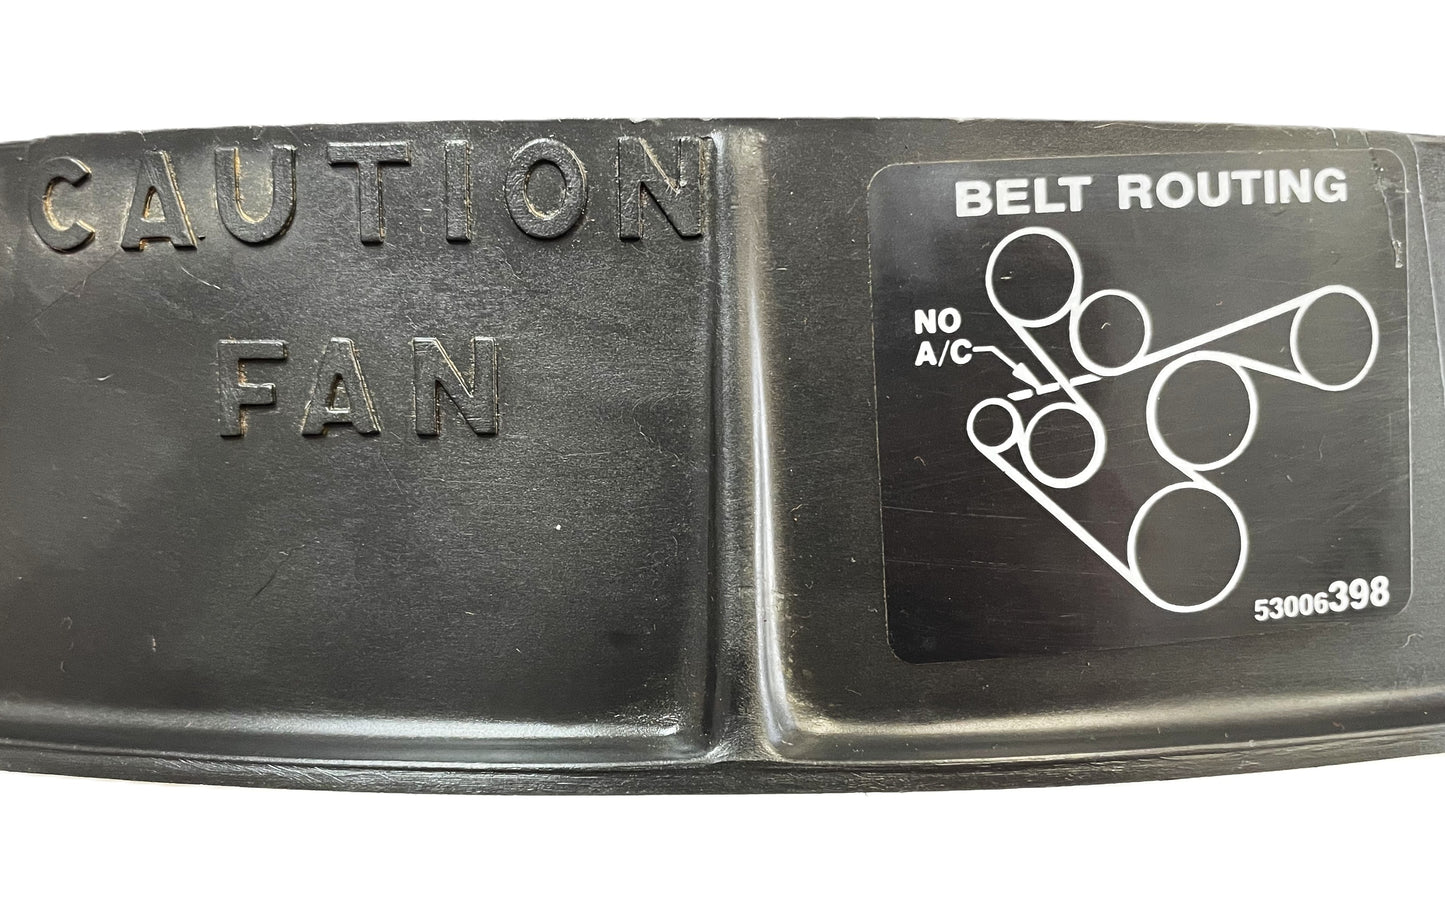 CAUTION
FAN
BELT ROUTING
NO
A/C
53006398